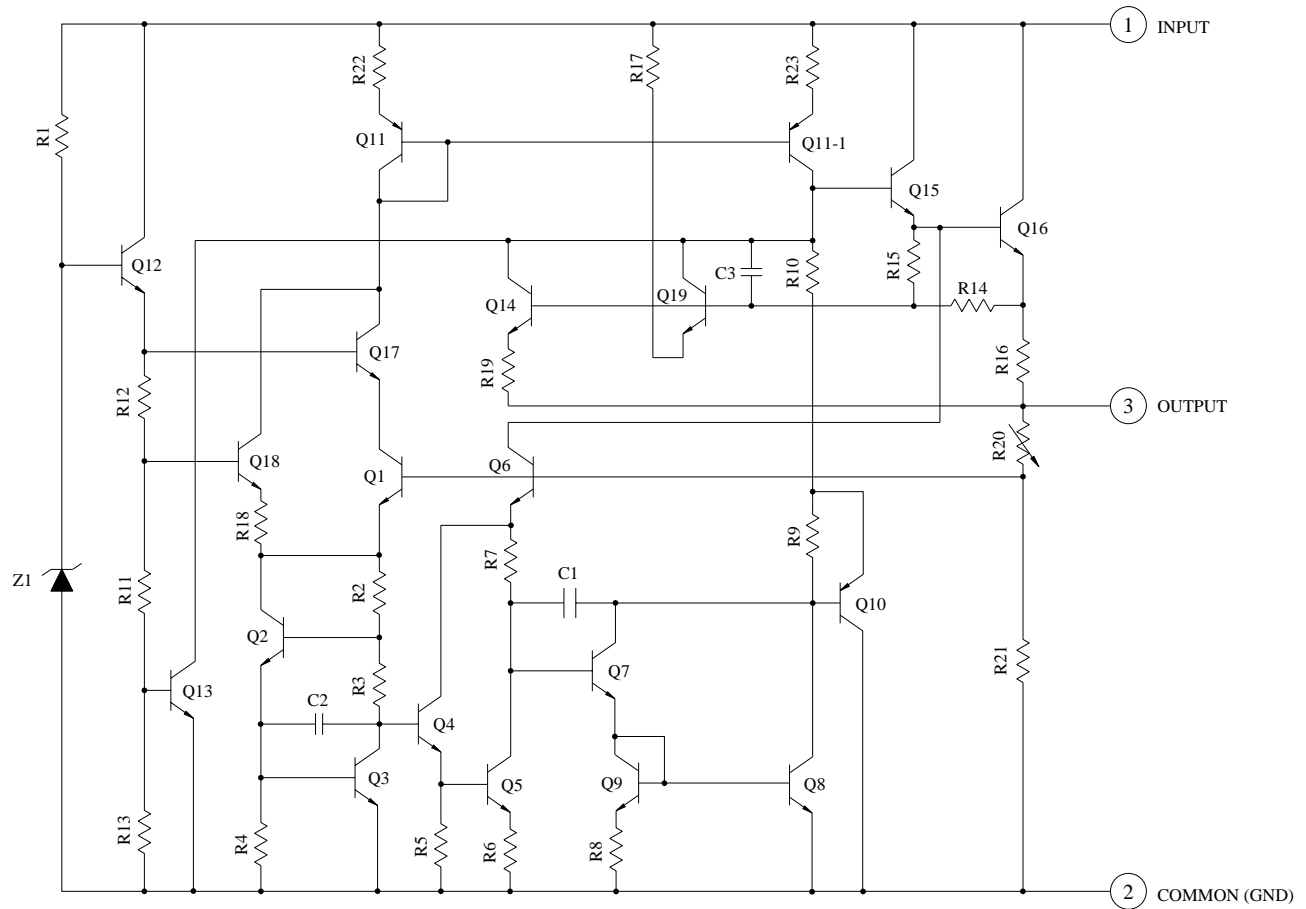 1 INPUT
R22
R17
R23
R1
Q11
Q11-1
Q15
Q16
Q12
C3
R10
R15
R14
Q14
Q19
Q17
R19
R16
R12
3 OUTPUT
R20
Q18
Q1
Q6
R18
R9
R7
Z1
R11
R2
C1
Q10
Q2
R21
Q7
R3
Q13
C2
Q4
Q3
Q5
Q9
Q8
R13
R4
R5
R6
R8
2 COMMON (GND)